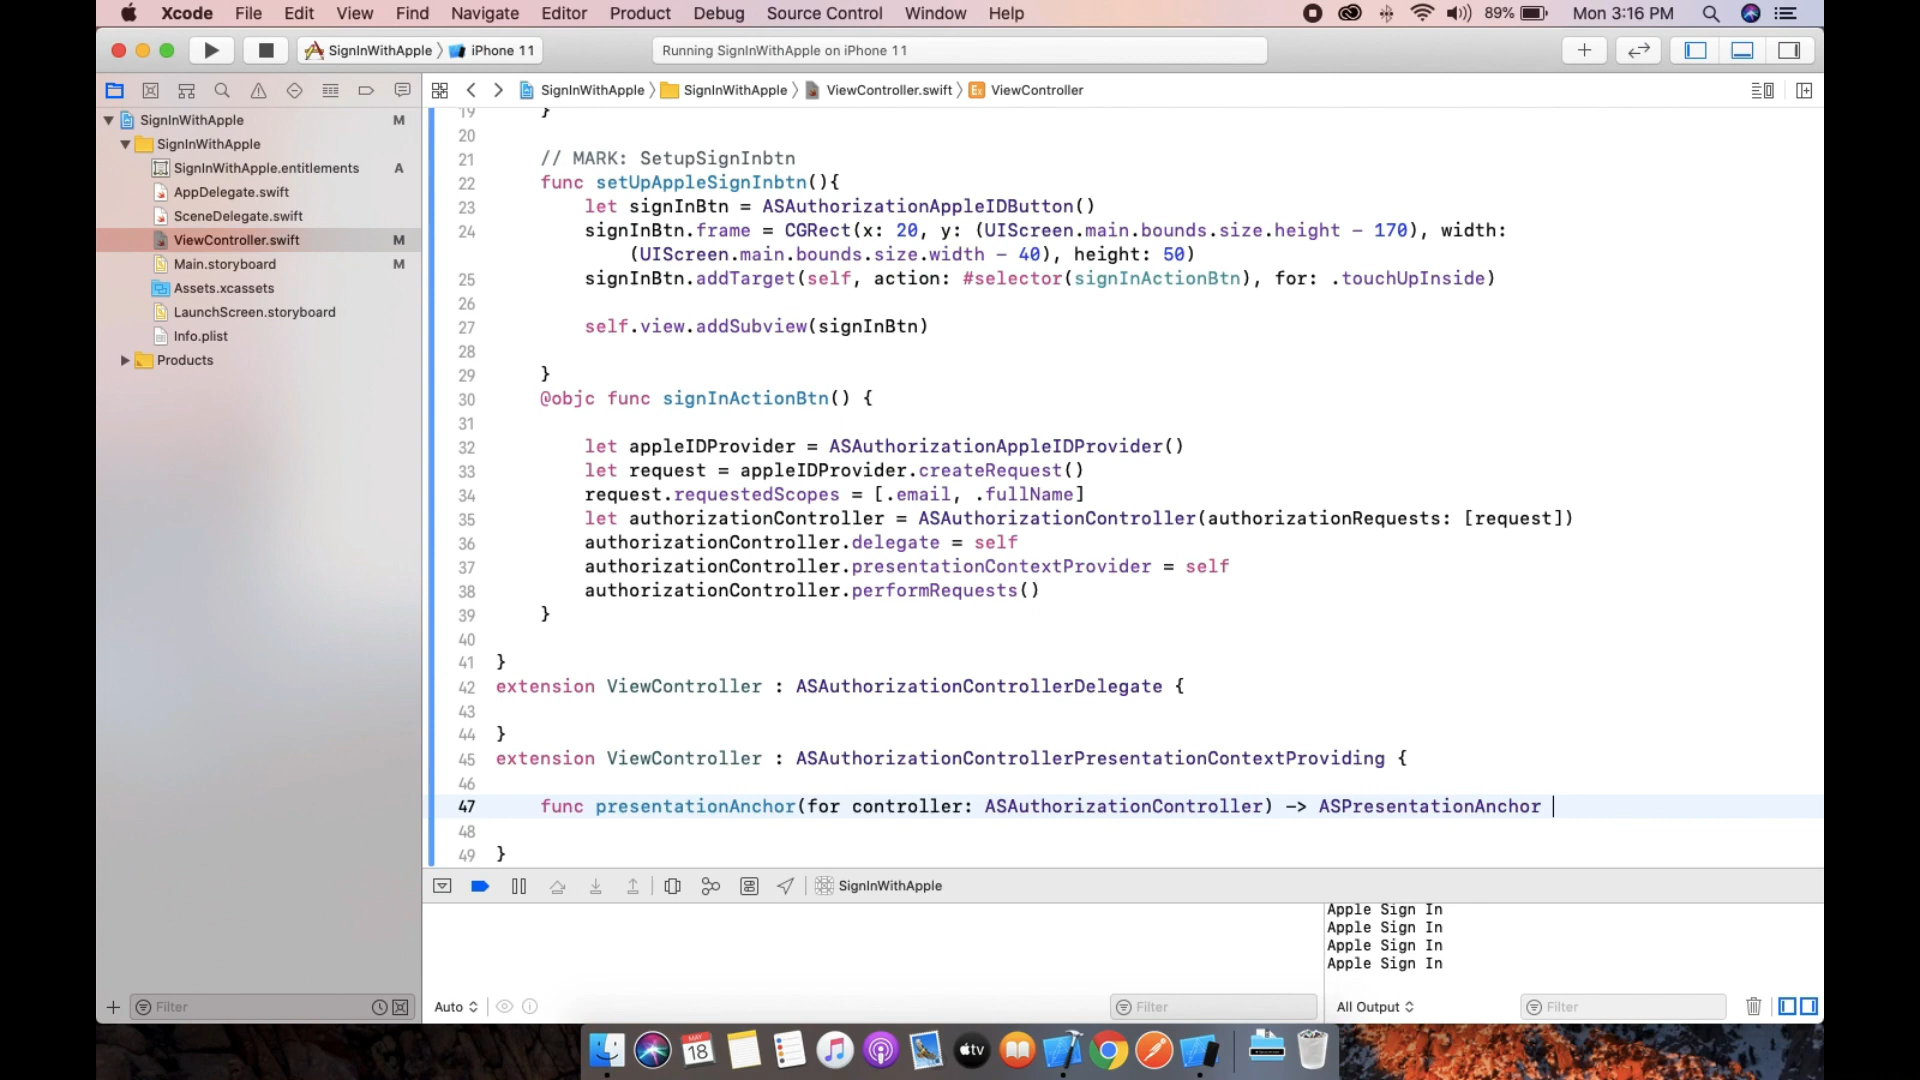 Xcode File Edit View Find Navigate Editor Product Debug Source Control Window Help 89% Mon 3:16 PM
SignInWithApple iPhone 11 Running SignInWithApple on iPhone 11
SignInWithApple SignInWithApple ViewController.swift Ex ViewController
SignInWithApple M
SignInWithApple
SignInWithApple.entitlements A
AppDelegate.swift
SceneDelegate.swift
ViewController.swift M
Main.storyboard M
Assets.xcassets
LaunchScreen.storyboard
Info.plist
Products
Filter
19 }
20
21 // MARK: SetupSignInbtn
22 func setUpAppleSignInbtn(){
23 let signInBtn = ASAuthorizationAppleIDButton()
24 signInBtn.frame = CGRect(x: 20, y: (UIScreen.main.bounds.size.height - 170), width:
(UIScreen.main.bounds.size.width - 40), height: 50)
25 signInBtn.addTarget(self, action: #selector(signInActionBtn), for: .touchUpInside)
26
27 self.view.addSubview(signInBtn)
28
29 }
30 @objc func signInActionBtn() {
31
32 let appleIDProvider = ASAuthorizationAppleIDProvider()
33 let request = appleIDProvider.createRequest()
34 request.requestedScopes = [.email, .fullName]
35 let authorizationController = ASAuthorizationController(authorizationRequests: [request])
36 authorizationController.delegate = self
37 authorizationController.presentationContextProvider = self
38 authorizationController.performRequests()
39 }
40
41 }
42 extension ViewController : ASAuthorizationControllerDelegate {
43
44 }
45 extension ViewController : ASAuthorizationControllerPresentationContextProviding {
46
47 func presentationAnchor(for controller: ASAuthorizationController) -> ASPresentationAnchor
48
49 }
SignInWithApple
Apple Sign In
Apple Sign In
Apple Sign In
Apple Sign In
Auto Filter All Output Filter
MAY
18
tv